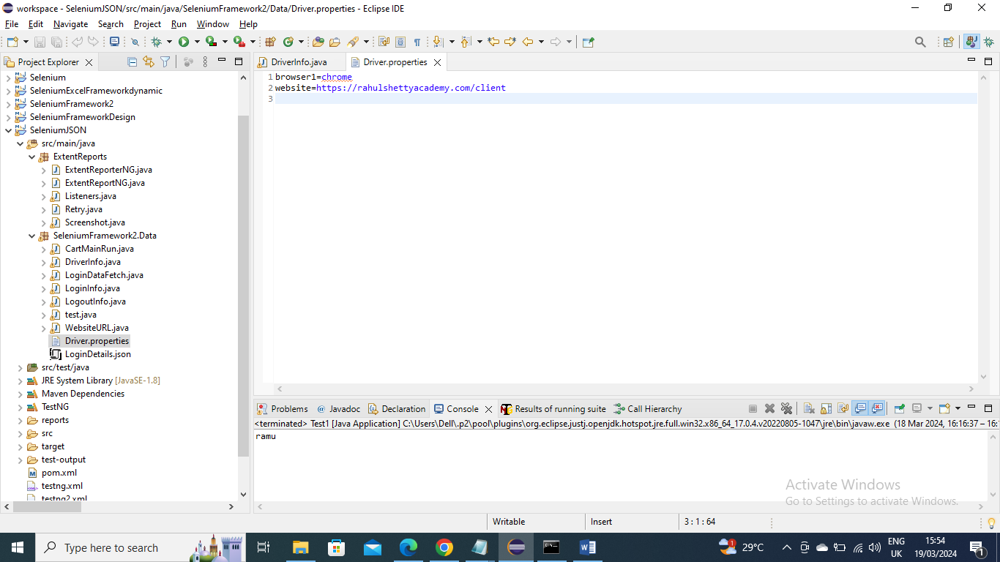 workspace - SeleniumJSON/src/main/java/SeleniumFramework2/Data/Driver.properties - Eclipse IDE
File Edit Navigate Search Project Run Window Help
Project Explorer
Selenium
SeleniumExcelFrameworkdynamic
SeleniumFramework2
SeleniumFrameworkDesign
SeleniumJSON
src/main/java
ExtentReports
ExtentReporterNG.java
ExtentReportNG.java
Listeners.java
Retry.java
Screenshot.java
SeleniumFramework2.Data
CartMainRun.java
DriverInfo.java
LoginDataFetch.java
LoginInfo.java
LogoutInfo.java
test.java
WebsiteURL.java
Driver.properties
LoginDetails.json
src/test/java
JRE System Library [JavaSE-1.8]
Maven Dependencies
TestNG
reports
src
target
test-output
pom.xml
testng.xml
testng2.xml
DriverInfo.java Driver.properties
1 browser1=chrome
2 website=https://rahulshettyacademy.com/client
3
Problems @ Javadoc Declaration Console Results of running suite Call Hierarchy
<terminated> Test1 [Java Application] C:\Users\Dell\.p2\pool\plugins\org.eclipse.justj.openjdk.hotspot.jre.full.win32.x86_64_17.0.4.v20220805-1047\jre\bin\javaw.exe (18 Mar 2024, 16:16:37 – 16:
ramu
Activate Windows
Go to Settings to activate Windows.
Writable Insert 3 : 1 : 64
Type here to search
1 29°C ENG UK 15:54 19/03/2024 1